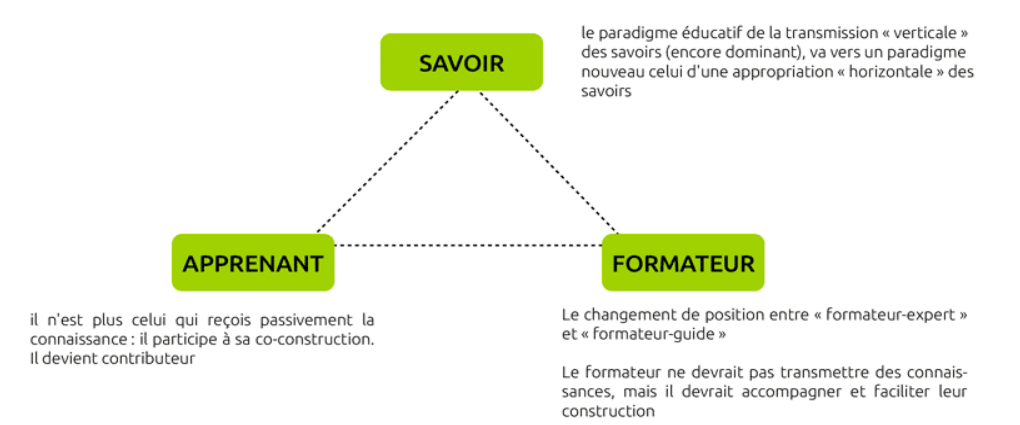 SAVOIR
le paradigme éducatif de la transmission « verticale »
des savoirs (encore dominant), va vers un paradigme
nouveau celui d'une appropriation « horizontale » des
savoirs
APPRENANT
il n'est plus celui qui reçois passivement la
connaissance : il participe à sa co-construction.
Il devient contributeur
FORMATEUR
Le changement de position entre « formateur-expert »
et « formateur-guide »
Le formateur ne devrait pas transmettre des connais-
sances, mais il devrait accompagner et faciliter leur
construction